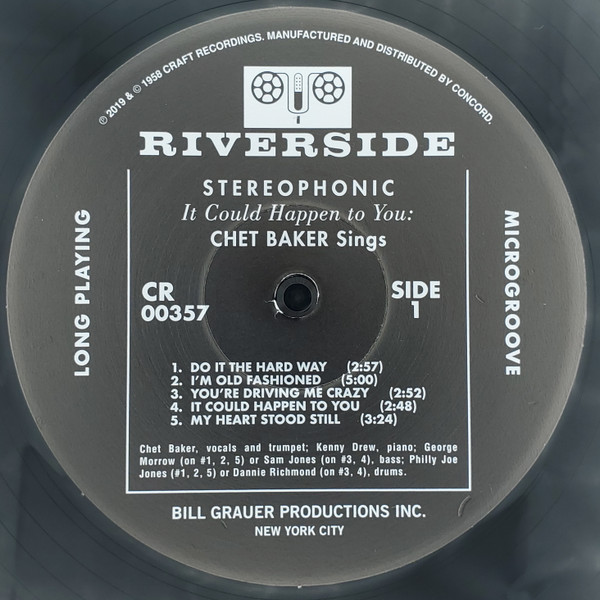 ℗ 2019 & © 1958 CRAFT RECORDINGS. MANUFACTURED AND DISTRIBUTED BY CONCORD.
RIVERSIDE
STEREOPHONIC
It Could Happen to You:
CHET BAKER Sings
LONG PLAYING
MICROGROOVE
CR
00357
SIDE
1
1. DO IT THE HARD WAY (2:57)
2. I'M OLD FASHIONED (5:00)
3. YOU'RE DRIVING ME CRAZY (2:52)
4. IT COULD HAPPEN TO YOU (2:48)
5. MY HEART STOOD STILL (3:24)
Chet Baker, vocals and trumpet; Kenny Drew, piano; George
Morrow (on #1, 2, 5) or Sam Jones (on #3, 4), bass; Philly Joe
Jones (#1, 2, 5) or Dannie Richmond (on #3, 4), drums.
BILL GRAUER PRODUCTIONS INC.
NEW YORK CITY